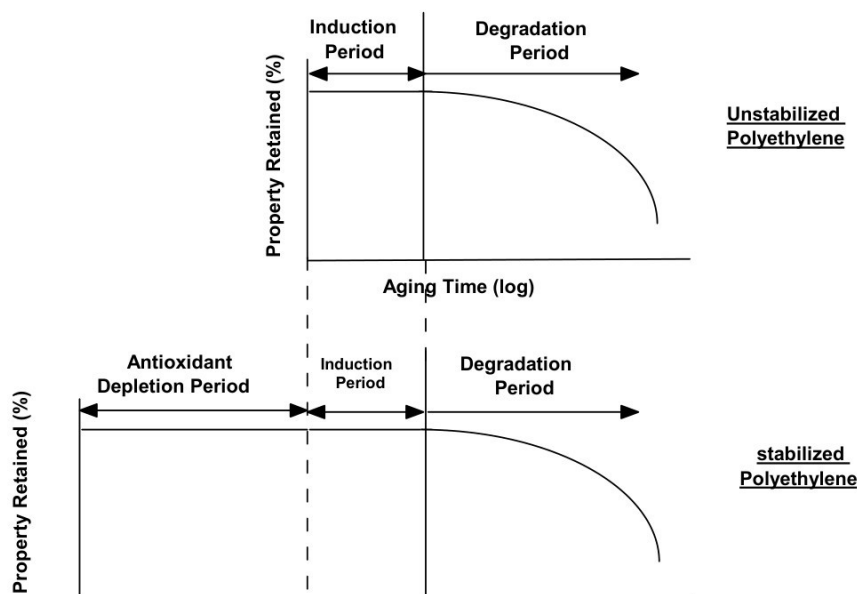 Induction
Period
Degradation
Period
Property Retained (%)
Unstabilized
Polyethylene
Aging Time (log)
Antioxidant
Depletion Period
Induction
Period
Degradation
Period
Property Retained (%)
stabilized
Polyethylene